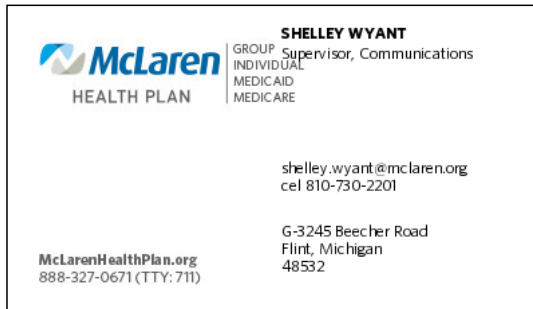 SHELLEY WYANT
Supervisor, Communications
McLaren
HEALTH PLAN
GROUP
INDIVIDUAL
MEDICAID
MEDICARE
shelley.wyant@mclaren.org
cel 810-730-2201
G-3245 Beecher Road
Flint, Michigan
48532
McLarenHealthPlan.org
888-327-0671 (TTY: 711)